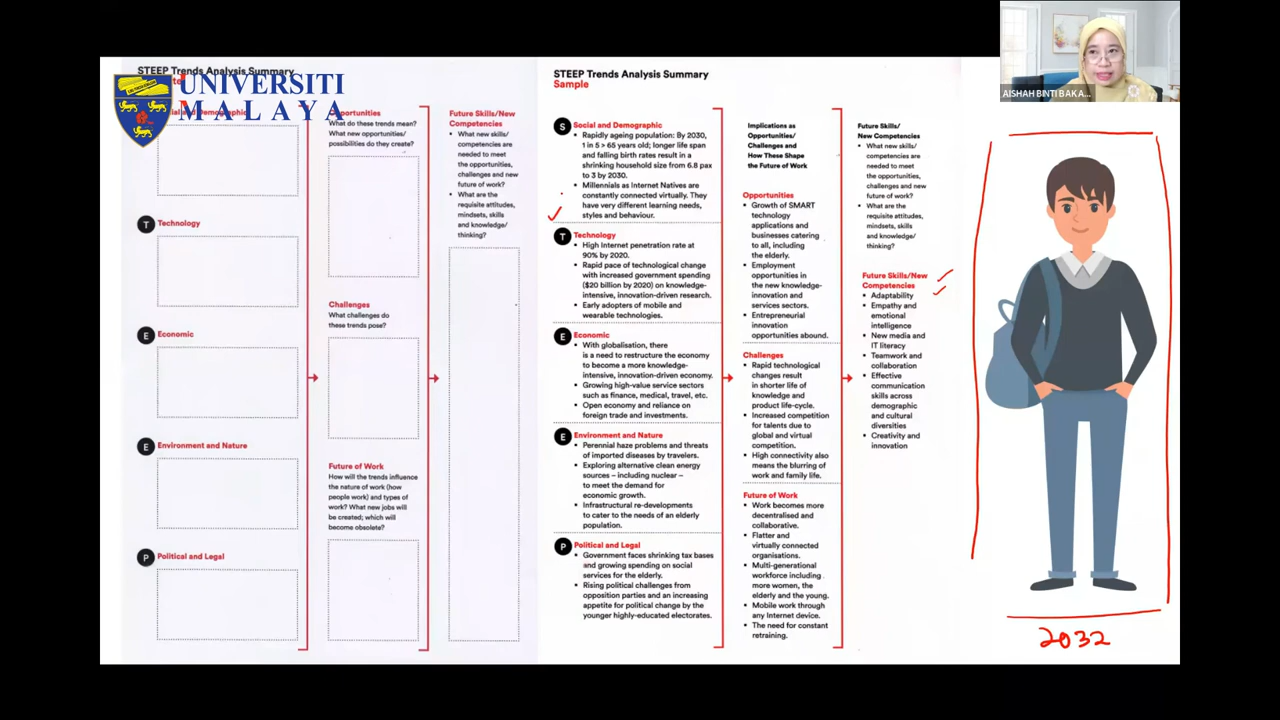 UNIVERSITI
MALAYA
AISHAH BINTI BAKA...
STEEP Trends Analysis Summary
Opportunities
What do these trends mean?
What new opportunities/
possibilities do they create?
T Technology
E Economic
E Environment and Nature
P Political and Legal
Challenges
What challenges do
these trends pose?
Future of Work
How will the trends influence
the nature of work (how
people work) and types of
work? What new jobs will
be created; which will
become obsolete?
Future Skills/New
Competencies
• What new skills/
competencies are
needed to meet
the opportunities,
challenges and new
future of work?
• What are the
requisite attitudes,
mindsets, skills
and knowledge/
thinking?
STEEP Trends Analysis Summary
Sample
S Social and Demographic
• Rapidly ageing population: By 2030,
1 in 5 > 65 years old; longer life span
and falling birth rates result in a
shrinking household size from 6.8 pax
to 3 by 2030.
• Millennials as Internet Natives are
constantly connected virtually. They
have very different learning needs,
styles and behaviour.
T Technology
• High Internet penetration rate at
90% by 2020.
• Rapid pace of technological change
with increased government spending
($20 billion by 2020) on knowledge-
intensive, innovation-driven research.
• Early adopters of mobile and
wearable technologies.
E Economic
• With globalisation, there
is a need to restructure the economy
to become a more knowledge-
intensive, innovation-driven economy.
• Growing high-value service sectors
such as finance, medical, travel, etc.
• Open economy and reliance on
foreign trade and investments.
E Environment and Nature
• Perennial haze problems and threats
of imported diseases by travelers.
• Exploring alternative clean energy
sources – including nuclear –
to meet the demand for
economic growth.
• Infrastructural re-developments
to cater to the needs of an elderly
population.
P Political and Legal
• Government faces shrinking tax bases
and growing spending on social
services for the elderly.
• Rising political challenges from
opposition parties and an increasing
appetite for political change by the
younger highly-educated electorates.
Implications as
Opportunities/
Challenges and
How These Shape
the Future of Work
Opportunities
• Growth of SMART
technology
applications and
businesses catering
to all, including
the elderly.
• Employment
opportunities in
the new knowledge-
innovation and
services sectors.
• Entrepreneurial
innovation
opportunities abound.
Challenges
• Rapid technological
changes result
in shorter life of
knowledge and
product life-cycle.
• Increased competition
for talents due to
global and virtual
competition.
• High connectivity also
means the blurring of
work and family life.
Future of Work
• Work becomes more
decentralised and
collaborative.
• Flatter and
virtually connected
organisations.
• Multi-generational
workforce including
more women, the
elderly and the young.
• Mobile work through
any Internet device.
• The need for constant
retraining.
Future Skills/
New Competencies
• What new skills/
competencies are
needed to meet
the opportunities,
challenges and new
future of work?
• What are the
requisite attitudes,
mindsets, skills
and knowledge/
thinking?
Future Skills/New
Competencies
• Adaptability
• Empathy and
emotional
intelligence
• New media and
IT literacy
• Teamwork and
collaboration
• Effective
communication
skills across
demographic
and cultural
diversities
• Creativity and
innovation
2032